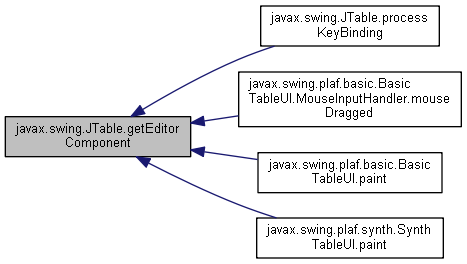 javax.swing.JTable.process
KeyBinding
javax.swing.plaf.basic.Basic
TableUI.MouseInputHandler.mouse
Dragged
javax.swing.JTable.getEditor
Component
javax.swing.plaf.basic.Basic
TableUI.paint
javax.swing.plaf.synth.Synth
TableUI.paint